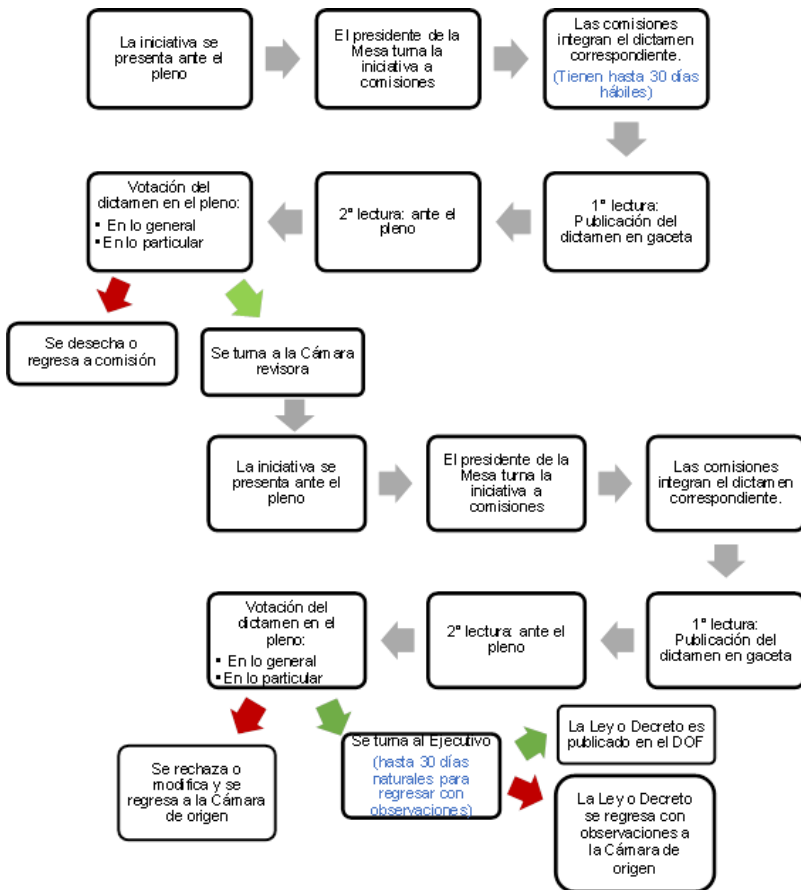 La iniciativa se
presenta ante el
pleno
El presidente de la
Mesa turna la
iniciativa a
comisiones
Las comisiones
integran el dictamen
correspondiente.
(Tienen hasta 30 días
hábiles)
1° lectura:
Publicación del
dictamen en gaceta
2° lectura: ante el
pleno
Votación del
dictamen en el pleno:
▪ En lo general
▪ En lo particular
Se desecha o
regresa a comisión
Se turna a la Cámara
revisora
La iniciativa se
presenta ante el
pleno
El presidente de la
Mesa turna la
iniciativa a
comisiones
Las comisiones
integran el dictamen
correspondiente.
1° lectura:
Publicación del
dictamen en gaceta
2° lectura: ante el
pleno
Votación del
dictamen en el
pleno:
▪ En lo general
▪ En lo particular
Se rechaza o
modifica y se
regresa a la Cámara
de origen
Se turna al Ejecutivo
(hasta 30 días
naturales para
regresar con
observaciones)
La Ley o Decreto es
publicado en el DOF
La Ley o Decreto
se regresa con
observaciones a
la Cámara de
origen